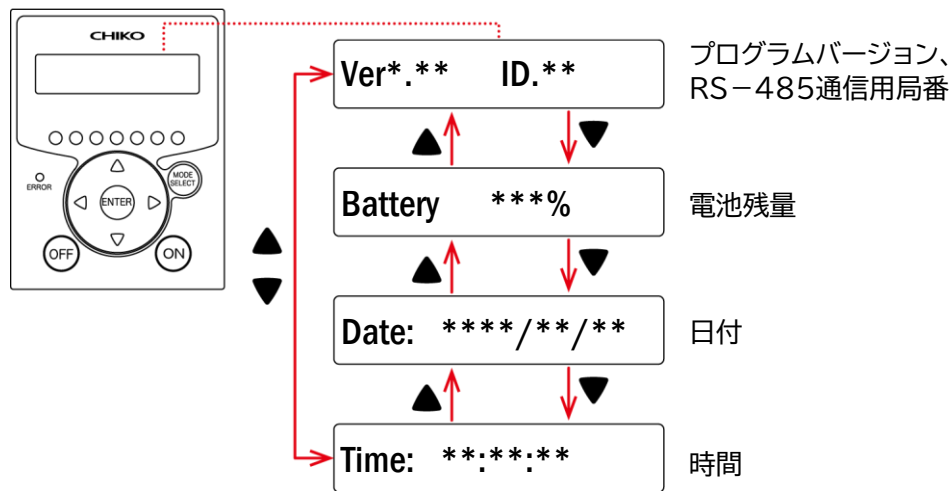 CHIKO
ERROR
MODE
SELECT
ENTER
OFF
ON
Ver*.** ID.**
プログラムバージョン、
RS-485通信用局番
▲ ▼
Battery ***%
電池残量
▲ ▼
▲
▼
Date: ****/**/**
日付
▲ ▼
Time: **:**:**
時間